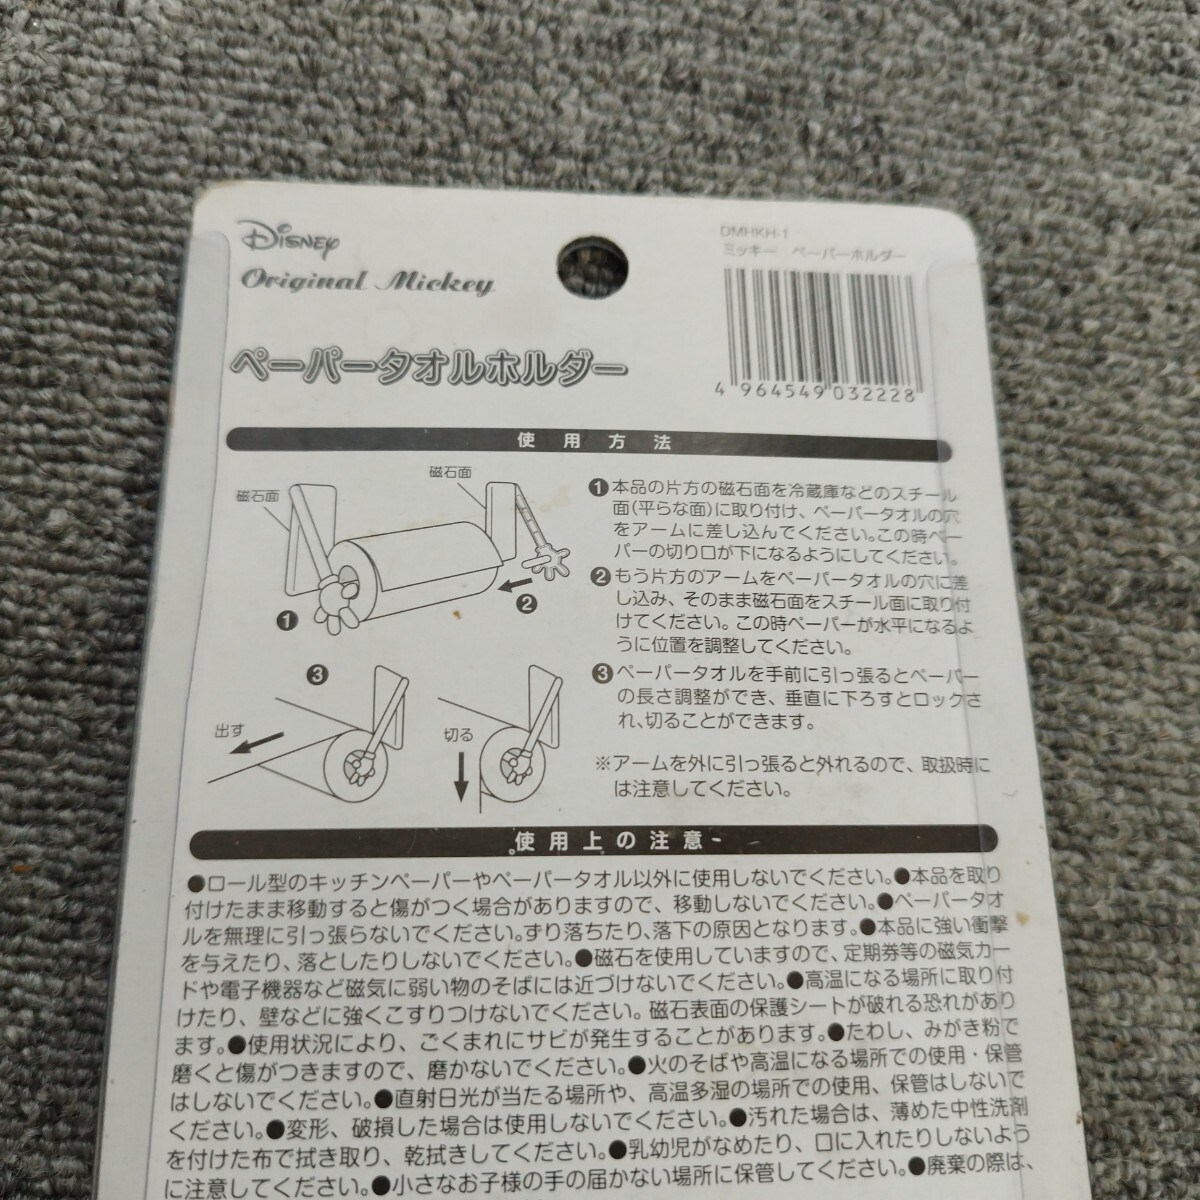 Disney
Original Mickey
DMHKH-1
ミッキー ペーパーホルダー
4 964549 032228
ペーパータオルホルダー
使用方法
磁石面
磁石面
❶
❷
❶本品の片方の磁石面を冷蔵庫などのスチール
面(平らな面)に取り付け、ペーパータオルの穴
をアームに差し込んでください。この時ペー
パーの切り口が下になるようにしてください。
❷もう片方のアームをペーパータオルの穴に差
し込み、そのまま磁石面をスチール面に取り付
けてください。この時ペーパーが水平になるよ
うに位置を調整してください。
❸
出す
切る
❸ペーパータオルを手前に引っ張るとペーパー
の長さ調整ができ、垂直に下ろすとロックさ
れ、切ることができます。
※アームを外に引っ張ると外れるので、取扱時に
は注意してください。
使用上の注意
●ロール型のキッチンペーパーやペーパータオル以外に使用しないでください。●本品を取り
付けたまま移動すると傷がつく場合がありますので、移動しないでください。●ペーパータオ
ルを無理に引っ張らないでください。ずり落ちたり、落下の原因となります。●本品に強い衝撃
を与えたり、落としたりしないでください。●磁石を使用していますので、定期券等の磁気カー
ドや電子機器など磁気に弱い物のそばには近づけないでください。●高温になる場所に取り付
けたり、壁などに強くこすりつけないでください。磁石表面の保護シートが破れる恐れがあり
ます。●使用状況により、ごくまれにサビが発生することがあります。●たわし、みがき粉で
磨くと傷がつきますので、磨かないでください。●火のそばや高温になる場所での使用・保管
はしないでください。●直射日光が当たる場所や、高温多湿の場所での使用、保管はしないで
ください。●変形、破損した場合は使用しないでください。●汚れた場合は、薄めた中性洗剤
を付けた布で拭き取り、乾拭きしてください。●乳幼児がなめたり、口に入れたりしないよう
に注意してください。●小さなお子様の手の届かない場所に保管してください。●廃棄の際は、